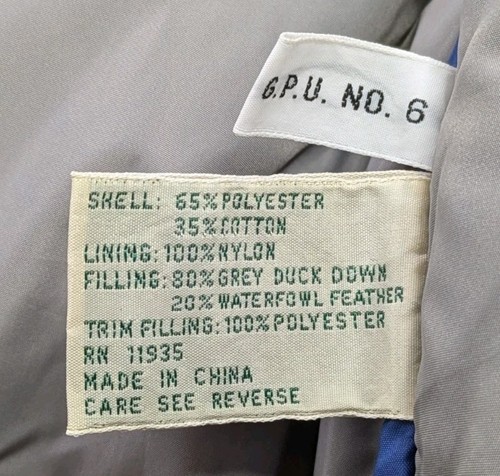 G.P.U. NO. 6
SHELL: 65% POLYESTER
35% COTTON
LINING: 100% NYLON
FILLING: 80% GREY DUCK DOWN
20% WATERFOWL FEATHER
TRIM FILLING: 100% POLYESTER
RN 11935
MADE IN CHINA
CARE SEE REVERSE